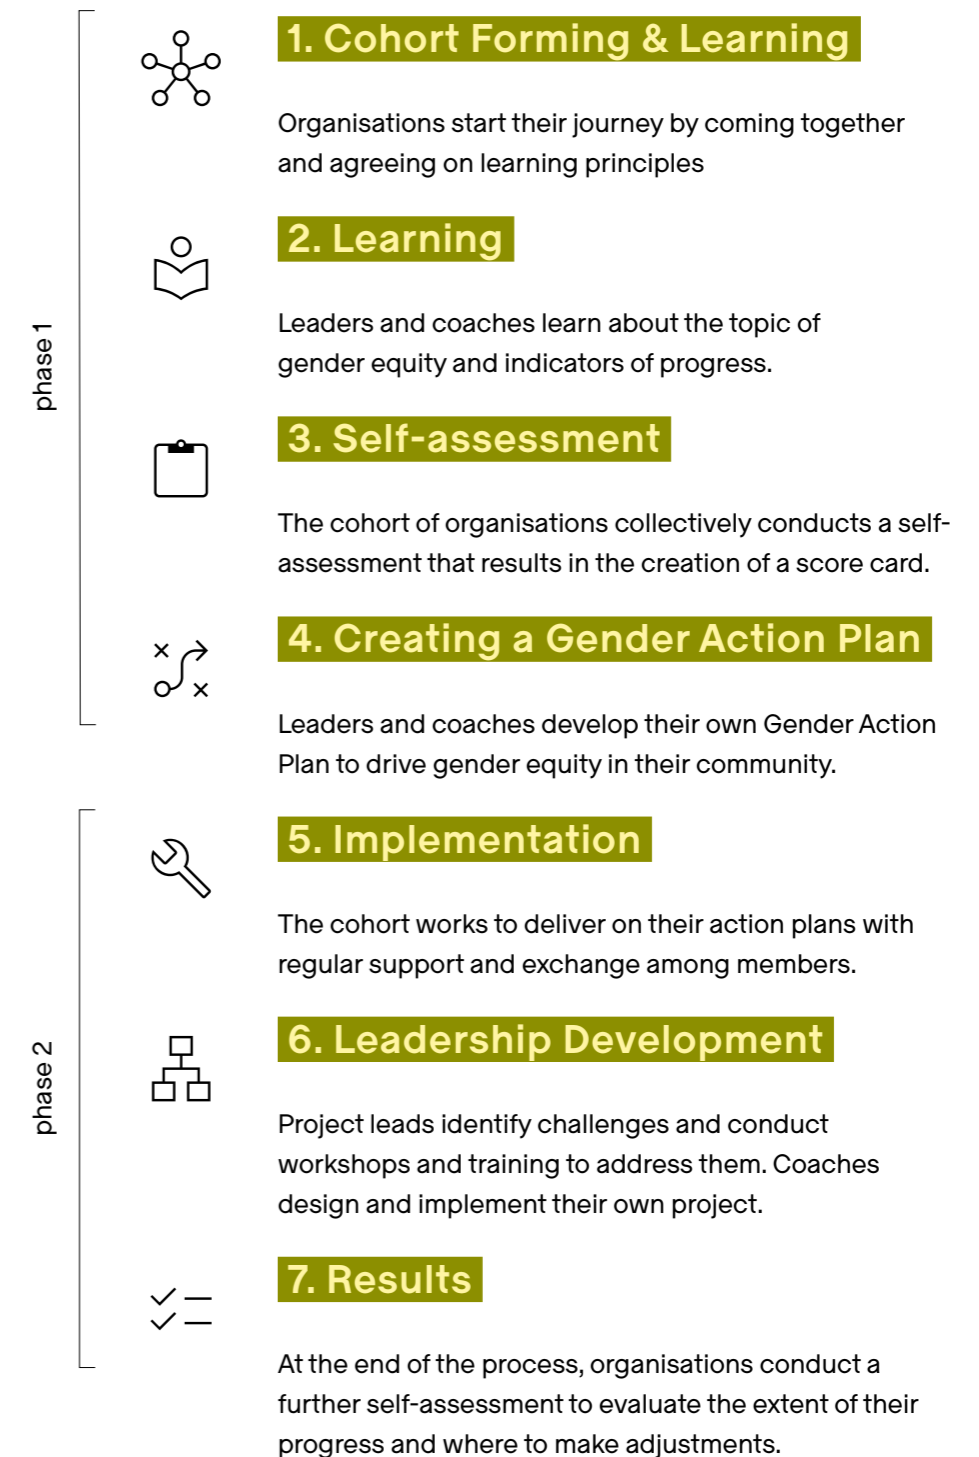 phase 1
1. Cohort Forming & Learning
Organisations start their journey by coming together
and agreeing on learning principles
2. Learning
Leaders and coaches learn about the topic of
gender equity and indicators of progress.
3. Self-assessment
The cohort of organisations collectively conducts a self-
assessment that results in the creation of a score card.
4. Creating a Gender Action Plan
Leaders and coaches develop their own Gender Action
Plan to drive gender equity in their community.
phase 2
5. Implementation
The cohort works to deliver on their action plans with
regular support and exchange among members.
6. Leadership Development
Project leads identify challenges and conduct
workshops and training to address them. Coaches
design and implement their own project.
7. Results
At the end of the process, organisations conduct a
further self-assessment to evaluate the extent of their
progress and where to make adjustments.